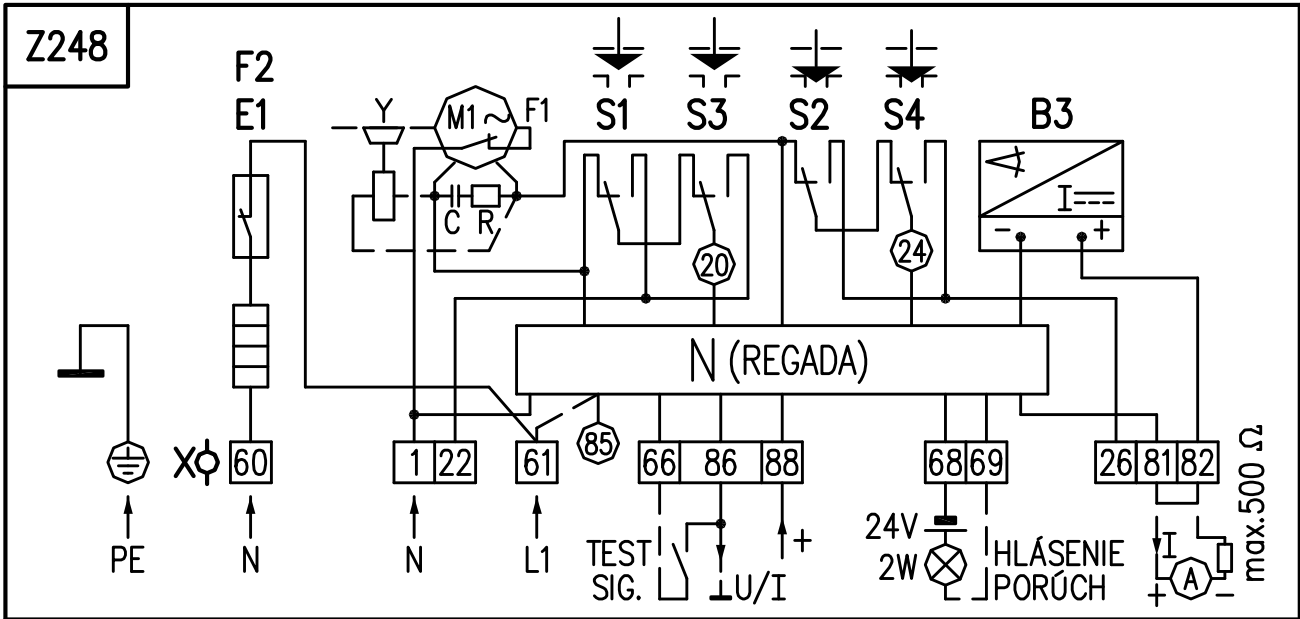 Z248
F2
E1
Y
M1
F1
S1
S3
S2
S4
B3
C
R
20
24
I
-
+
N (REGADA)
85
X
60
1
22
61
66
86
88
68
69
26
81
82
PE
N
N
L1
TEST
SIG.
U/I
+
24V
2W
HLÁSENIE
PORÚCH
I
A
+
-
max.500 Ω